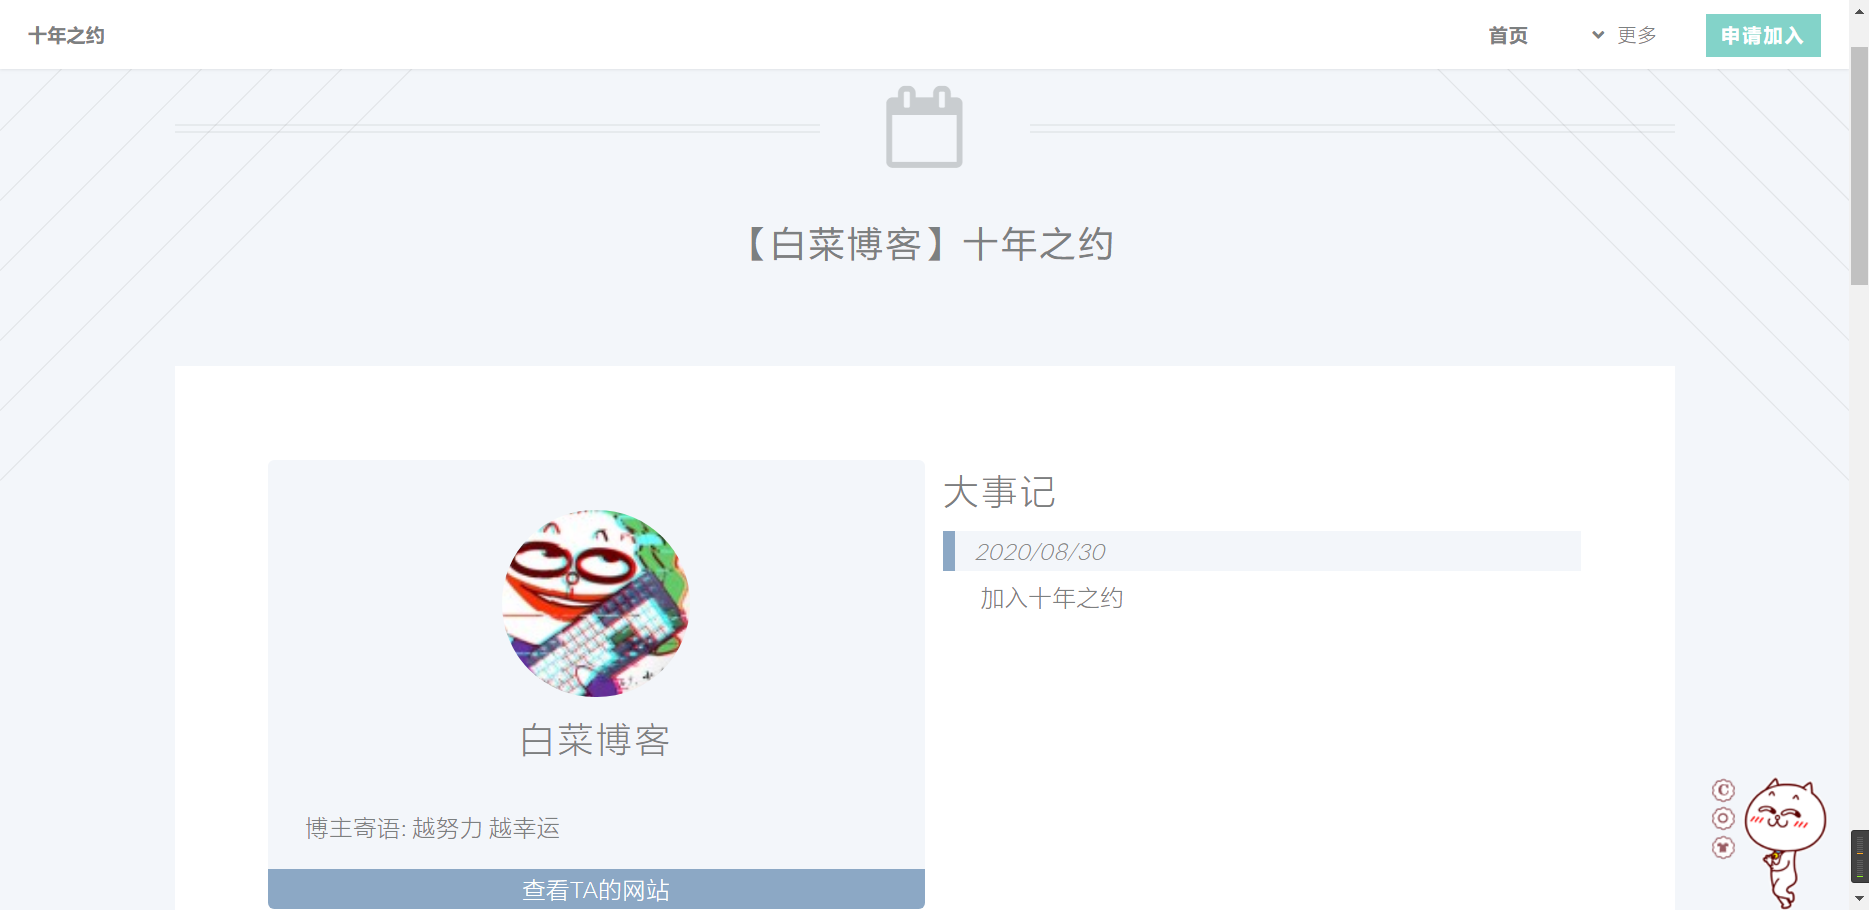 十年之约
首页
更多
申请加入
【白菜博客】十年之约
白菜博客
博主寄语: 越努力 越幸运
查看TA的网站
大事记
2020/08/30
加入十年之约